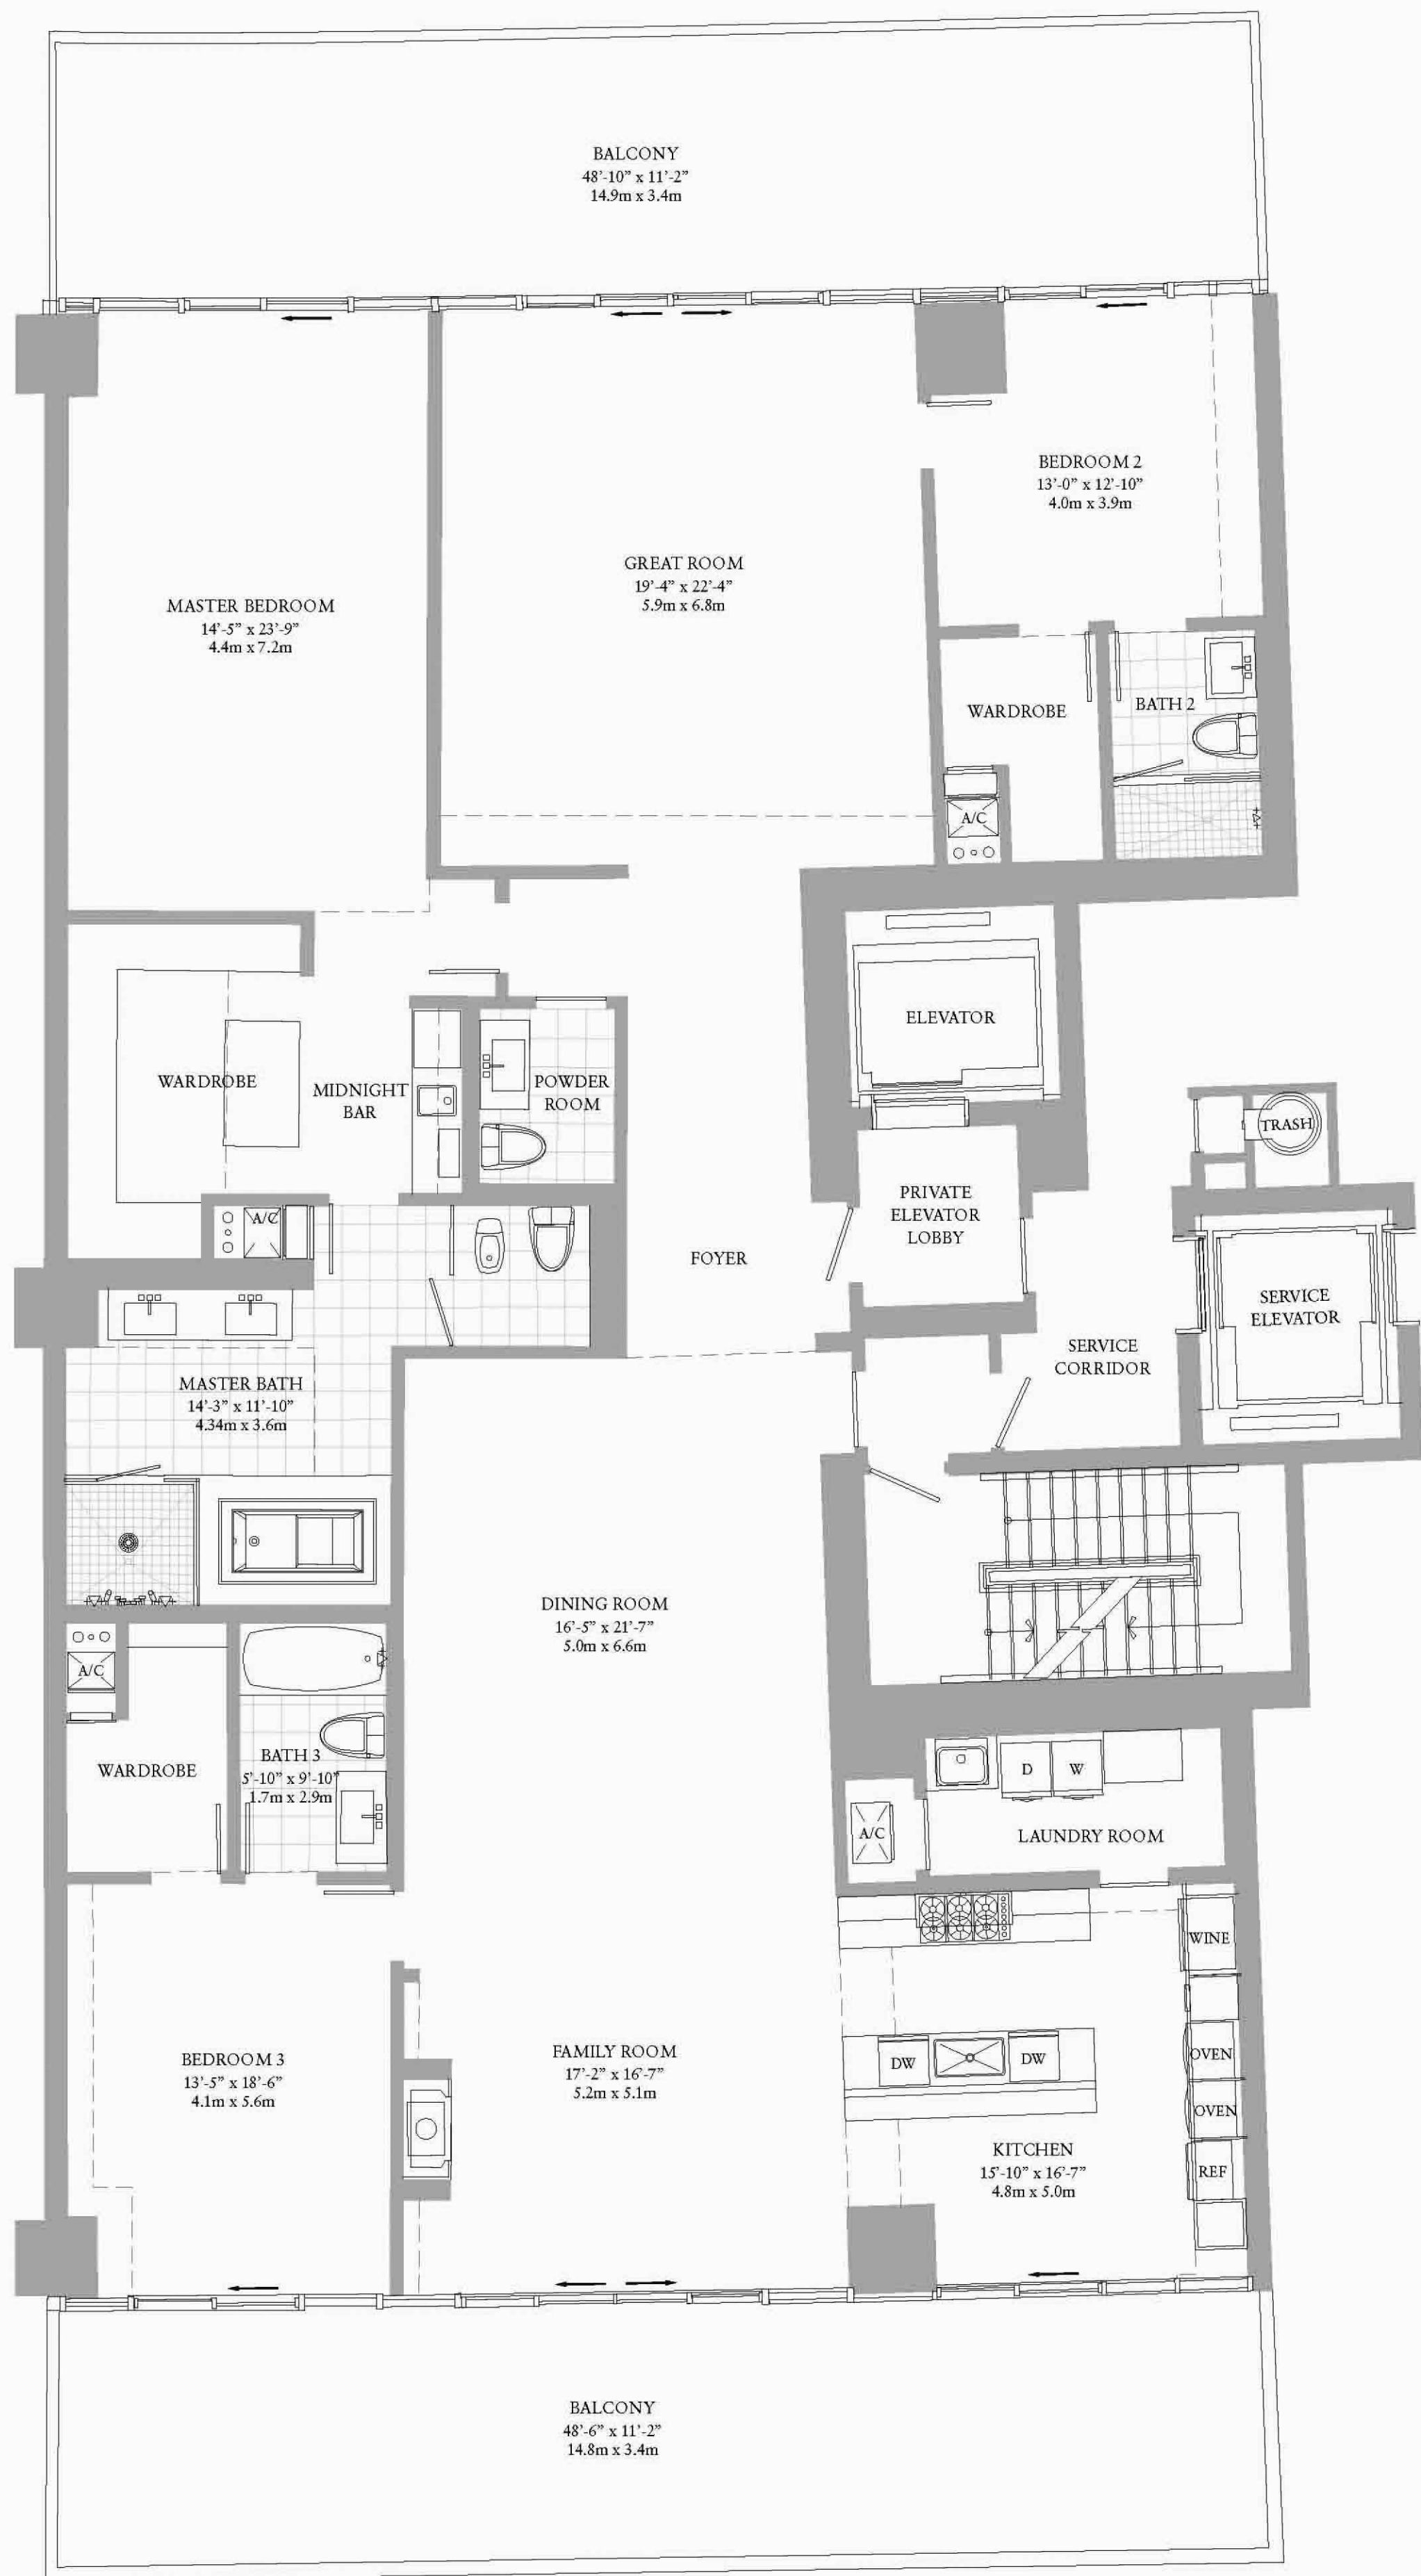 BALCONY
48'-10" x 11'-2"
14.9m x 3.4m
BEDROOM 2
13'-0" x 12'-10"
4.0m x 3.9m
GREAT ROOM
19'-4" x 22'-4"
5.9m x 6.8m
MASTER BEDROOM
14'-5" x 23'-9"
4.4m x 7.2m
WARDROBE
BATH 2
A/C
ELEVATOR
WARDROBE
MIDNIGHT
BAR
POWDER
ROOM
TRASH
PRIVATE
ELEVATOR
LOBBY
A/C
FOYER
SERVICE
ELEVATOR
SERVICE
CORRIDOR
MASTER BATH
14'-3" x 11'-10"
4.34m x 3.6m
DINING ROOM
16'-5" x 21'-7"
5.0m x 6.6m
A/C
WARDROBE
BATH 3
5'-10" x 9'-10"
1.7m x 2.9m
D
W
A/C
LAUNDRY ROOM
WINE
BEDROOM 3
13'-5" x 18'-6"
4.1m x 5.6m
FAMILY ROOM
17'-2" x 16'-7"
5.2m x 5.1m
DW
DW
OVEN
OVEN
KITCHEN
15'-10" x 16'-7"
4.8m x 5.0m
REF
BALCONY
48'-6" x 11'-2"
14.8m x 3.4m